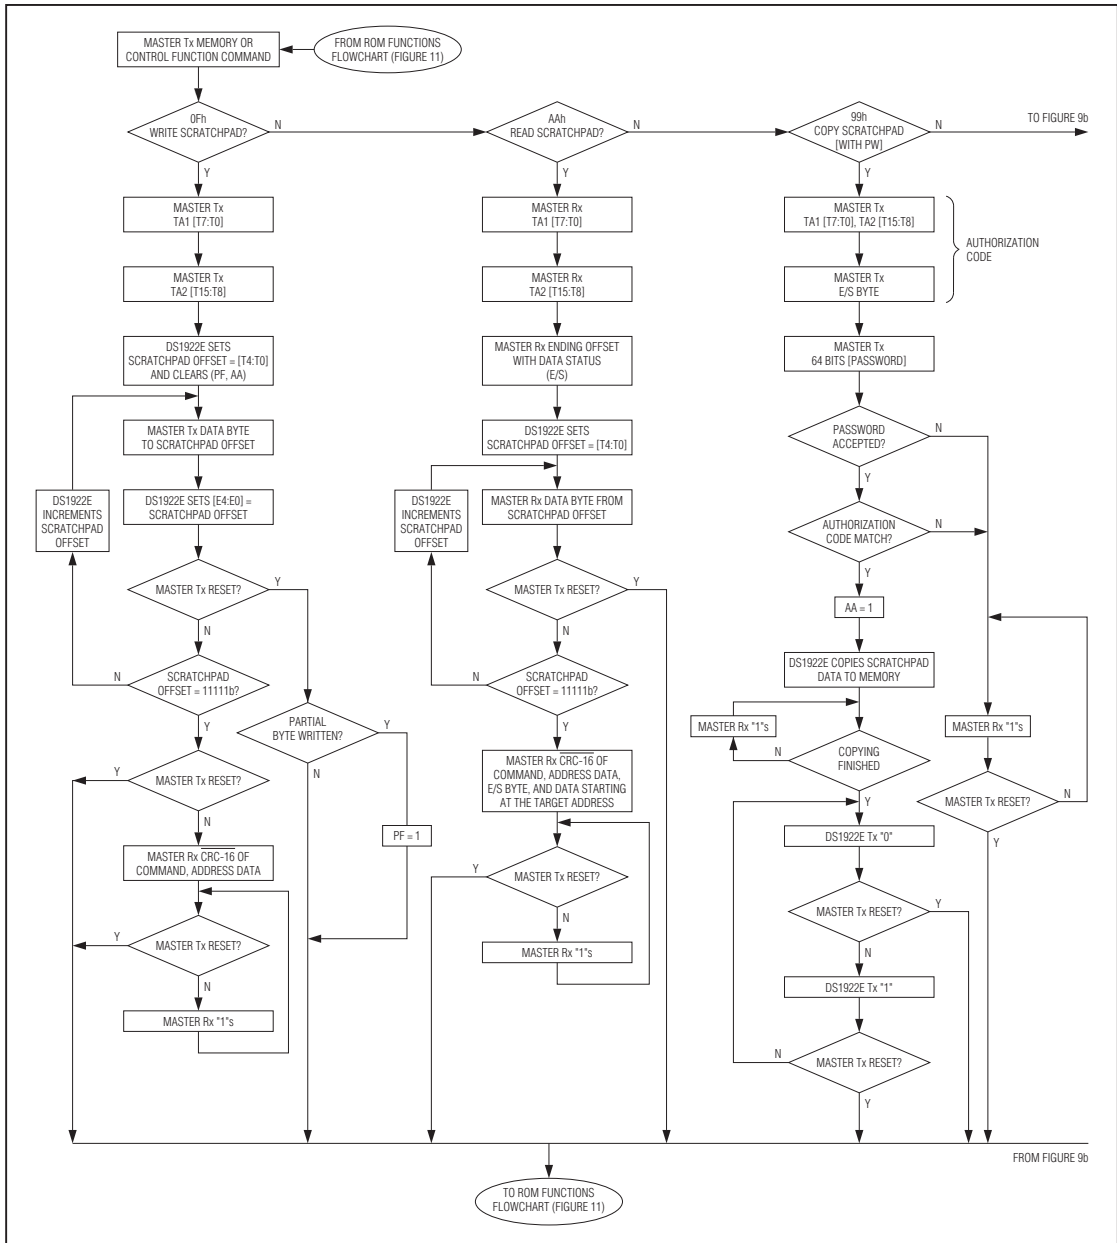 MASTER Tx MEMORY OR
CONTROL FUNCTION COMMAND
FROM ROM FUNCTIONS
FLOWCHART (FIGURE 11)
0Fh
WRITE SCRATCHPAD?
N
Y
MASTER Tx
TA1 [T7:T0]
MASTER Tx
TA2 [T15:T8]
DS1922E SETS
SCRATCHPAD OFFSET = [T4:T0]
AND CLEARS (PF, AA)
MASTER Tx DATA BYTE
TO SCRATCHPAD OFFSET
DS1922E
INCREMENTS
SCRATCHPAD
OFFSET
DS1922E SETS [E4:E0] =
SCRATCHPAD OFFSET
MASTER Tx RESET?
Y
N
SCRATCHPAD
OFFSET = 11111b?
N
Y
PARTIAL
BYTE WRITTEN?
Y
N
PF = 1
MASTER Tx RESET?
Y
N
MASTER Rx CRC-16 OF
COMMAND, ADDRESS DATA
MASTER Tx RESET?
Y
N
MASTER Rx "1"s
AAh
READ SCRATCHPAD?
N
Y
MASTER Rx
TA1 [T7:T0]
MASTER Rx
TA2 [T15:T8]
MASTER Rx ENDING OFFSET
WITH DATA STATUS
(E/S)
DS1922E SETS
SCRATCHPAD OFFSET = [T4:T0]
DS1922E
INCREMENTS
SCRATCHPAD
OFFSET
MASTER Rx DATA BYTE FROM
SCRATCHPAD OFFSET
MASTER Tx RESET?
Y
N
SCRATCHPAD
OFFSET = 11111b?
N
Y
MASTER Rx CRC-16 OF
COMMAND, ADDRESS DATA,
E/S BYTE, AND DATA STARTING
AT THE TARGET ADDRESS
MASTER Tx RESET?
Y
N
MASTER Rx "1"s
99h
COPY SCRATCHPAD
[WITH PW]
N
Y
TO FIGURE 9b
MASTER Tx
TA1 [T7:T0], TA2 [T15:T8]
MASTER Tx
E/S BYTE
AUTHORIZATION
CODE
MASTER Tx
64 BITS [PASSWORD]
PASSWORD
ACCEPTED?
N
Y
AUTHORIZATION
CODE MATCH?
N
Y
AA = 1
DS1922E COPIES SCRATCHPAD
DATA TO MEMORY
MASTER Rx "1"s
COPYING
FINISHED
N
Y
DS1922E Tx "0"
MASTER Tx RESET?
Y
N
DS1922E Tx "1"
MASTER Tx RESET?
N
Y
MASTER Rx "1"s
MASTER Tx RESET?
N
Y
FROM FIGURE 9b
TO ROM FUNCTIONS
FLOWCHART (FIGURE 11)